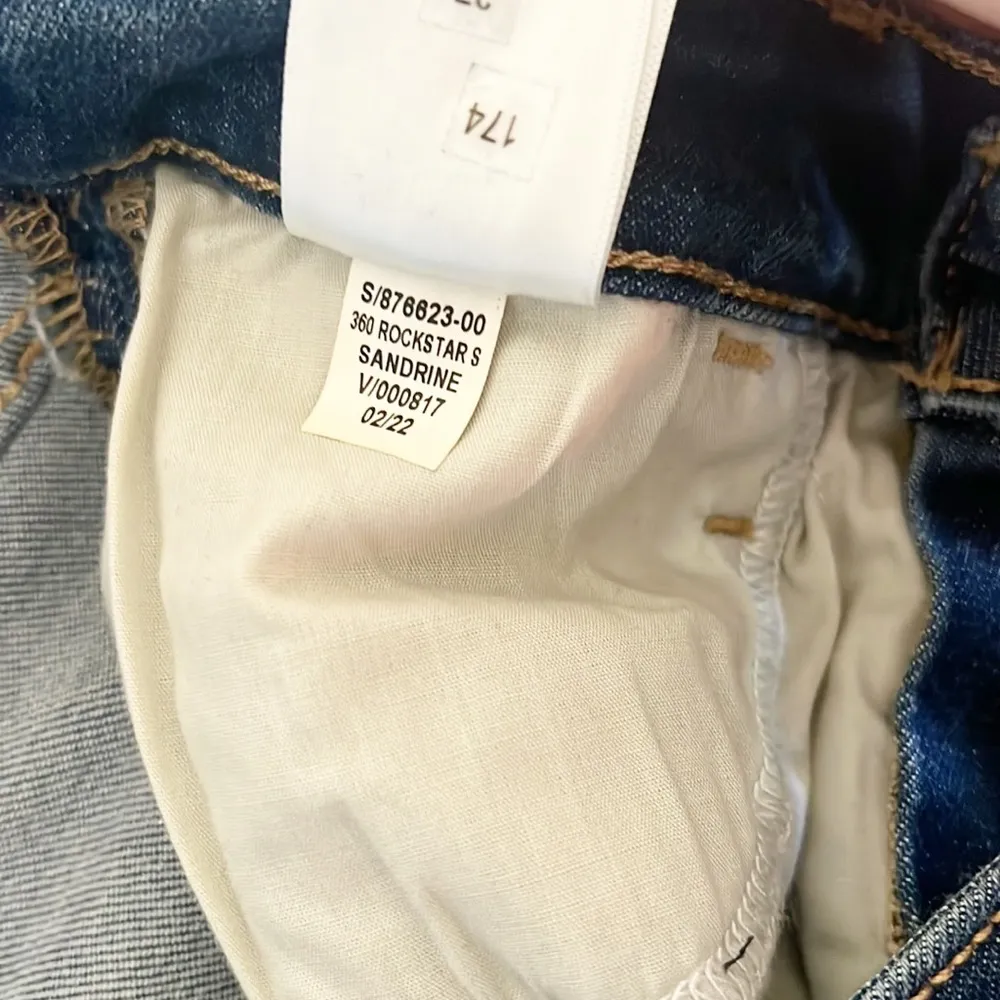 174
S/876623-00
360 ROCKSTAR S
SANDRINE
V/000817
02/22